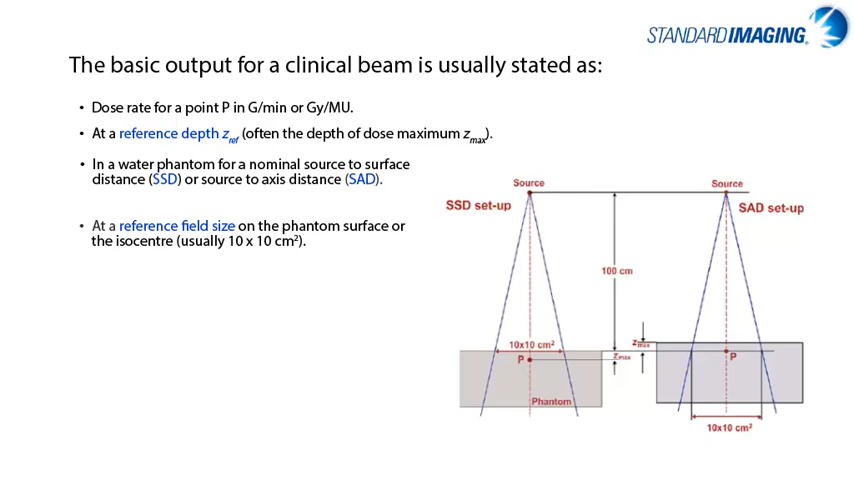 STANDARD IMAGING®
The basic output for a clinical beam is usually stated as:
• Dose rate for a point P in G/min or Gy/MU.
• At a reference depth zref (often the depth of dose maximum zmax).
• In a water phantom for a nominal source to surface
distance (SSD) or source to axis distance (SAD).
• At a reference field size on the phantom surface or
the isocentre (usually 10 x 10 cm²).
Source
Source
SSD set-up
SAD set-up
100 cm
10x10 cm²
zmax
P
zmax
P
Phantom
10x10 cm²